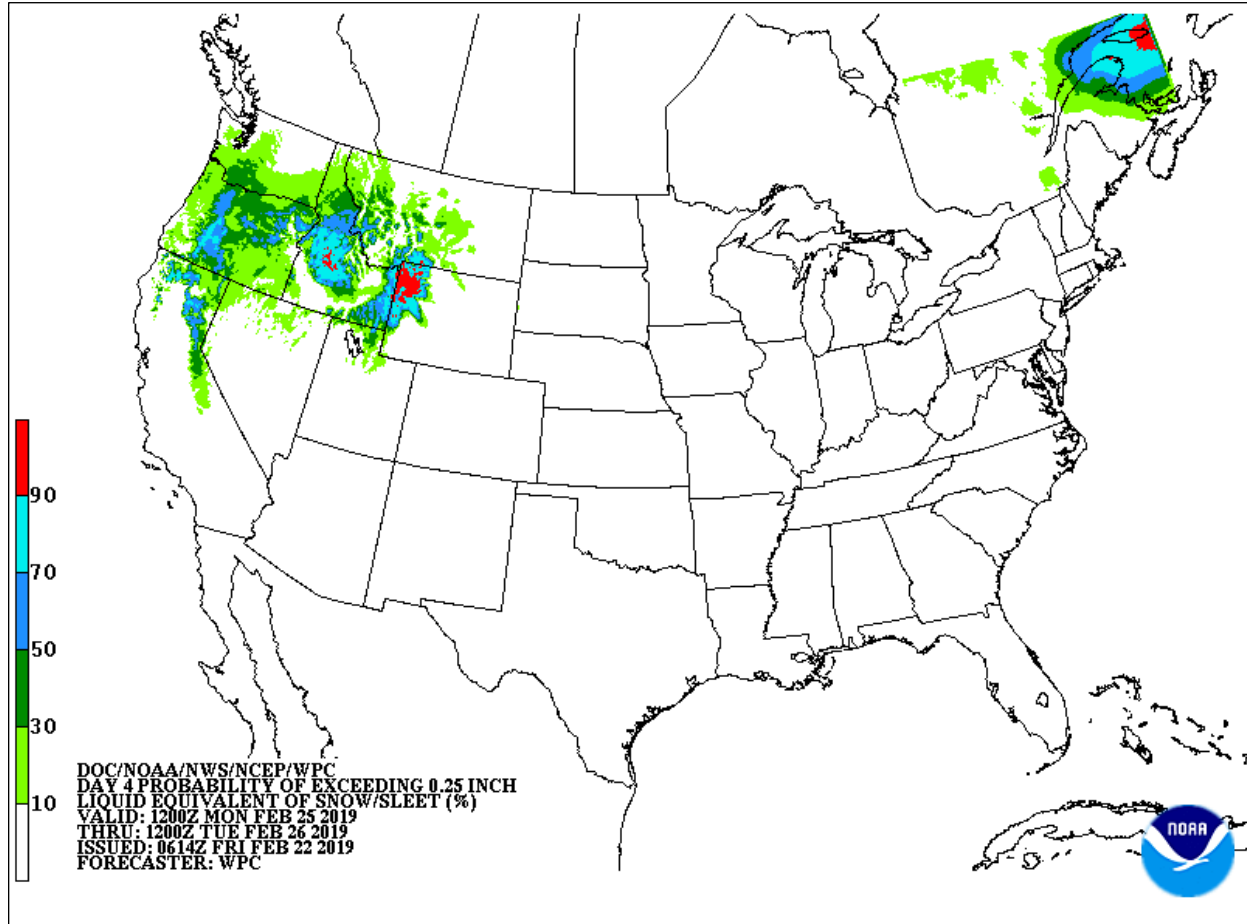 90
70
50
30
10
DOC/NOAA/NWS/NCEP/WPC
DAY 4 PROBABILITY OF EXCEEDING 0.25 INCH
LIQUID EQUIVALENT OF SNOW/SLEET (%)
VALID: 1200Z MON FEB 25 2019
THRU: 1200Z TUE FEB 26 2019
ISSUED: 0614Z FRI FEB 22 2019
FORECASTER: WPC
NOAA